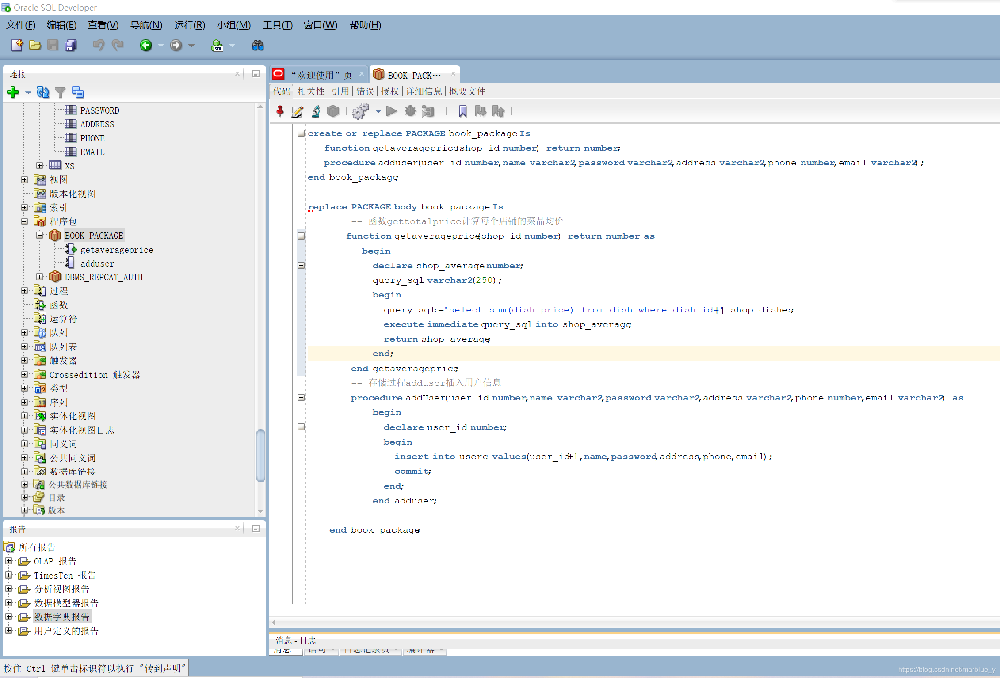 Oracle SQL Developer
文件(F) 编辑(E) 查看(V) 导航(N) 运行(R) 小组(M) 工具(T) 窗口(W) 帮助(H)
连接
PASSWORD
ADDRESS
PHONE
EMAIL
XS
视图
版本化视图
索引
程序包
BOOK_PACKAGE
getaverageprice
adduser
DBMS_REPCAT_AUTH
过程
函数
运算符
队列
队列表
触发器
Crossedition 触发器
类型
序列
实体化视图
实体化视图日志
同义词
公共同义词
数据库链接
公共数据库链接
目录
版本
报告
所有报告
OLAP 报告
TimesTen 报告
分析视图报告
数据模型器报告
数据字典报告
用户定义的报告
“欢迎使用”页 BOOK_PACK…
代码 相关性 | 引用 | 错误 | 授权 | 详细信息 | 概要文件
create or replace PACKAGE book_package Is
function getaverageprice(shop_id number) return number;
procedure adduser(user_id number,name varchar2,password varchar2,address varchar2,phone number,email varchar2);
end book_package;
replace PACKAGE body book_package Is
-- 函数gettotalprice计算每个店铺的菜品均价
function getaverageprice(shop_id number) return number as
begin
declare shop_average number;
query_sql varchar2(250);
begin
query_sql:='select sum(dish_price) from dish where dish_id=' shop_dishes;
execute immediate query_sql into shop_average;
return shop_average;
end;
end getaverageprice;
-- 存储过程adduser插入用户信息
procedure addUser(user_id number,name varchar2,password varchar2,address varchar2,phone number,email varchar2) as
begin
declare user_id number;
begin
insert into userc values(user_id+1,name,password,address,phone,email);
commit;
end;
end adduser;
end book_package;
消息 - 日志
消息 语句 日志记录页 编译器
按住 Ctrl 键单击标识符以执行 "转到声明"
https://blog.csdn.net/marblue_y